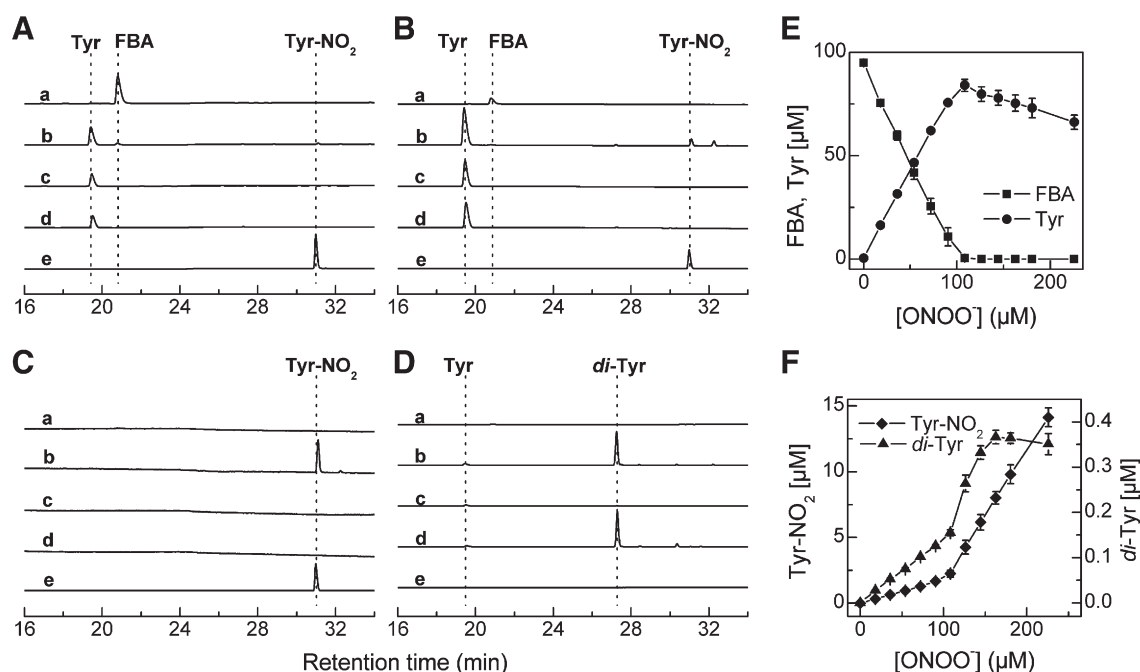 A
Tyr FBA Tyr-NO₂
a
b
c
d
e
16 20 24 28 32
B
Tyr FBA Tyr-NO₂
a
b
c
d
e
16 20 24 28 32
E
100
50
0
FBA, Tyr [µM]
FBA
Tyr
0 100 200
[ONOO⁻] (µM)
C
Tyr-NO₂
a
b
c
d
e
16 20 24 28 32
D
Tyr di-Tyr
a
b
c
d
e
16 20 24 28 32
Retention time (min)
F
15
10
5
0
Tyr-NO₂ [µM]
Tyr-NO₂
di-Tyr
0.4
0.3
0.2
0.1
0.0
di-Tyr [µM]
0 100 200
[ONOO⁻] (µM)